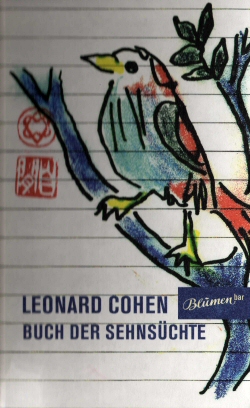 LEONARD COHEN
Blumenbar
BUCH DER SEHNSÜCHTE